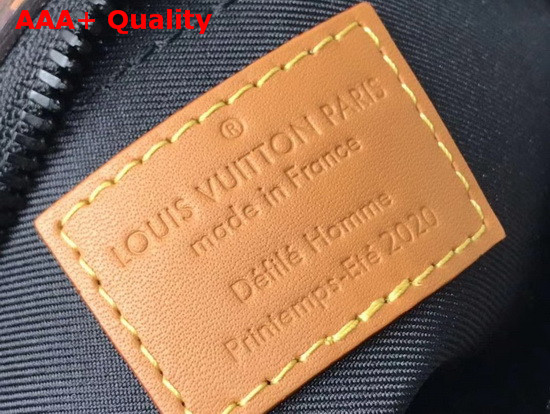 AAA+ Quality
®
LOUIS VUITTON PARIS
made in France
Défilé Homme
Printemps-Eté 2020